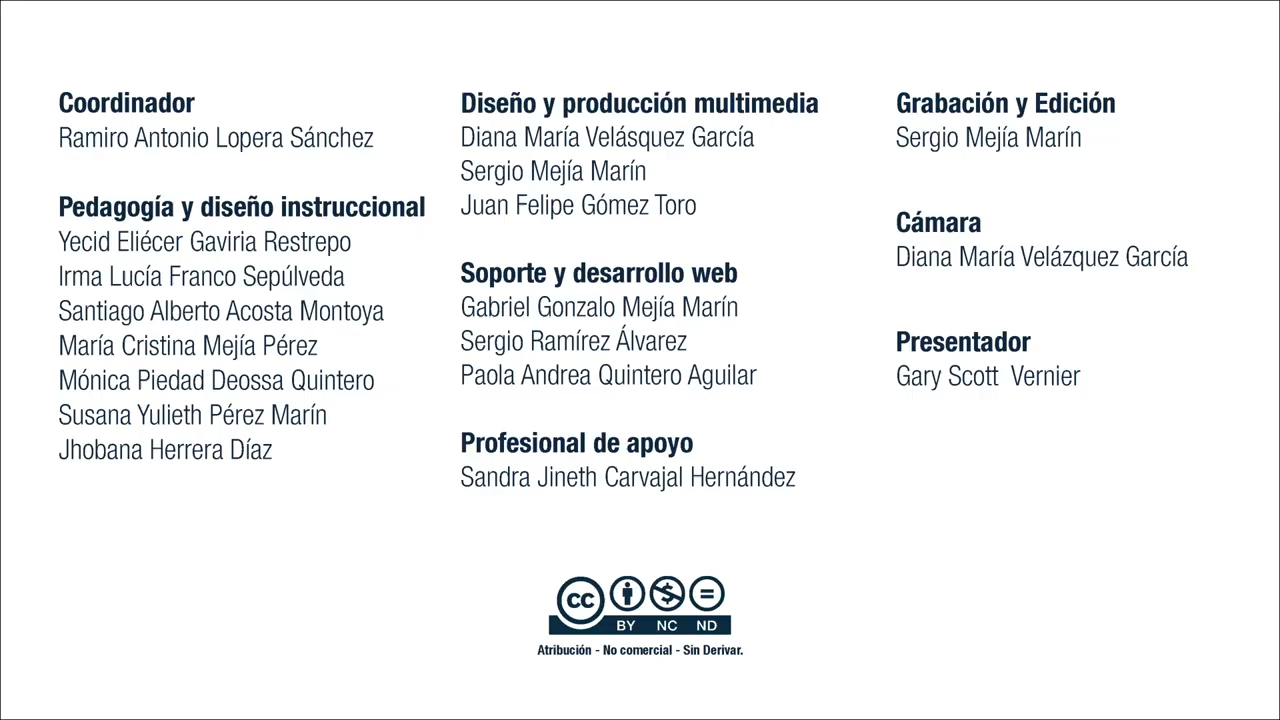 Coordinador
Ramiro Antonio Lopera Sánchez
Pedagogía y diseño instruccional
Yecid Eliécer Gaviria Restrepo
Irma Lucía Franco Sepúlveda
Santiago Alberto Acosta Montoya
María Cristina Mejía Pérez
Mónica Piedad Deossa Quintero
Susana Yulieth Pérez Marín
Jhobana Herrera Díaz
Diseño y producción multimedia
Diana María Velásquez García
Sergio Mejía Marín
Juan Felipe Gómez Toro
Soporte y desarrollo web
Gabriel Gonzalo Mejía Marín
Sergio Ramírez Álvarez
Paola Andrea Quintero Aguilar
Profesional de apoyo
Sandra Jineth Carvajal Hernández
Grabación y Edición
Sergio Mejía Marín
Cámara
Diana María Velázquez García
Presentador
Gary Scott  Vernier
cc
BY NC ND
Atribución - No comercial - Sin Derivar.